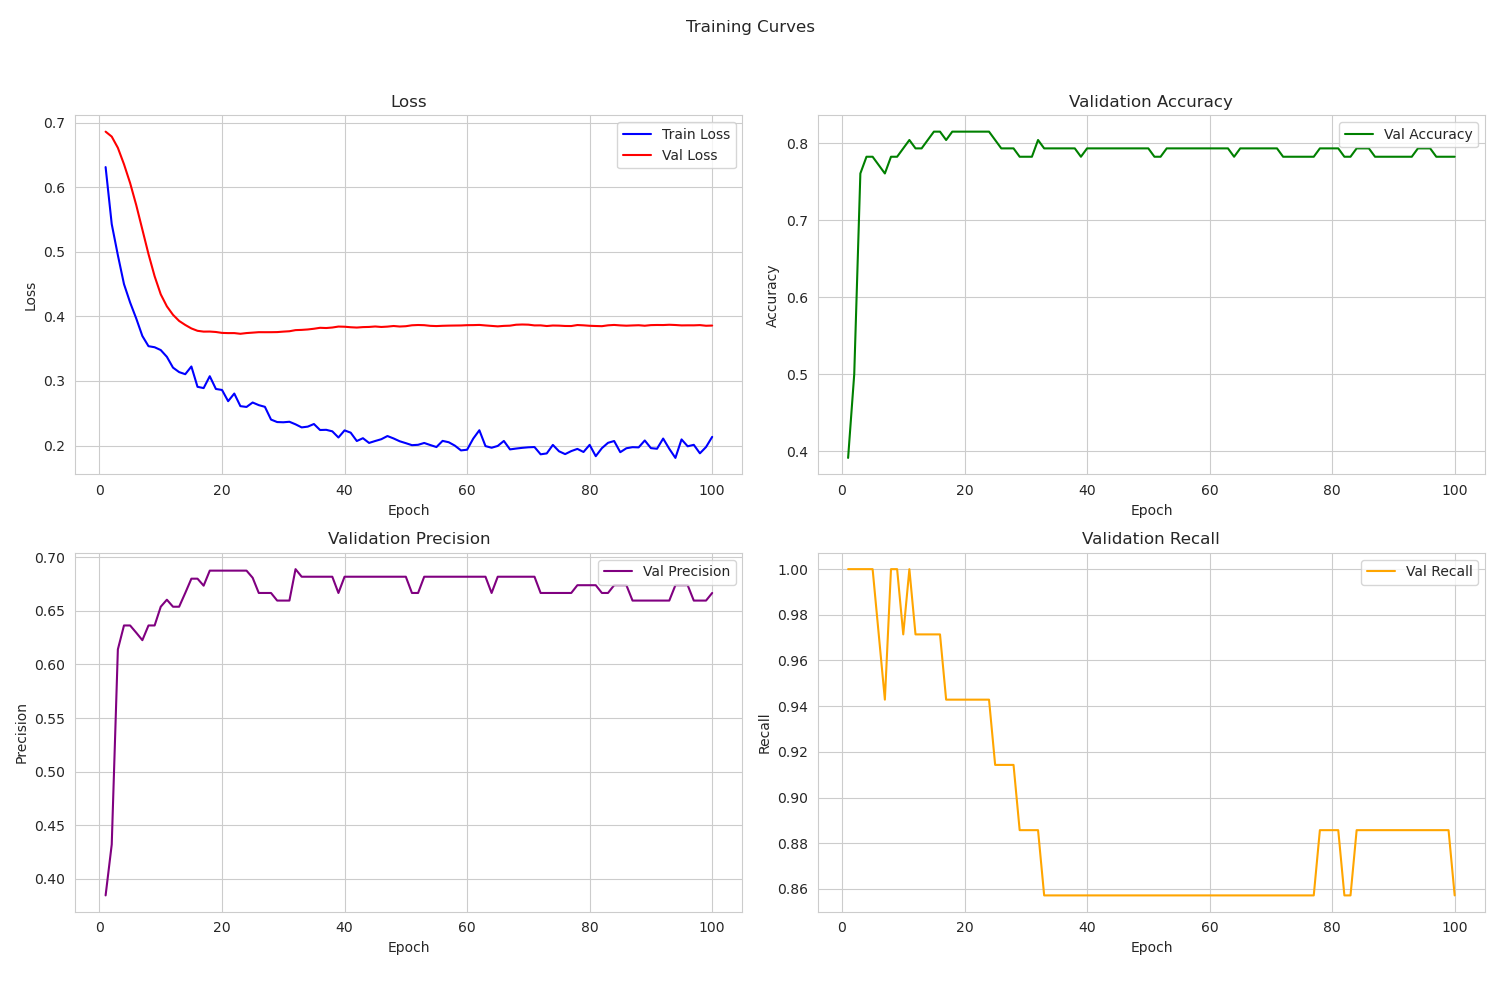 Training Curves
Loss
0.7
0.6
0.5
0.4
0.3
0.2
Loss
Train Loss
Val Loss
0 20 40 60 80 100
Epoch
Validation Accuracy
0.8
0.7
0.6
0.5
0.4
Accuracy
Val Accuracy
0 20 40 60 80 100
Epoch
Validation Precision
0.70
0.65
0.60
0.55
0.50
0.45
0.40
Precision
Val Precision
0 20 40 60 80 100
Epoch
Validation Recall
1.00
0.98
0.96
0.94
0.92
0.90
0.88
0.86
Recall
Val Recall
0 20 40 60 80 100
Epoch